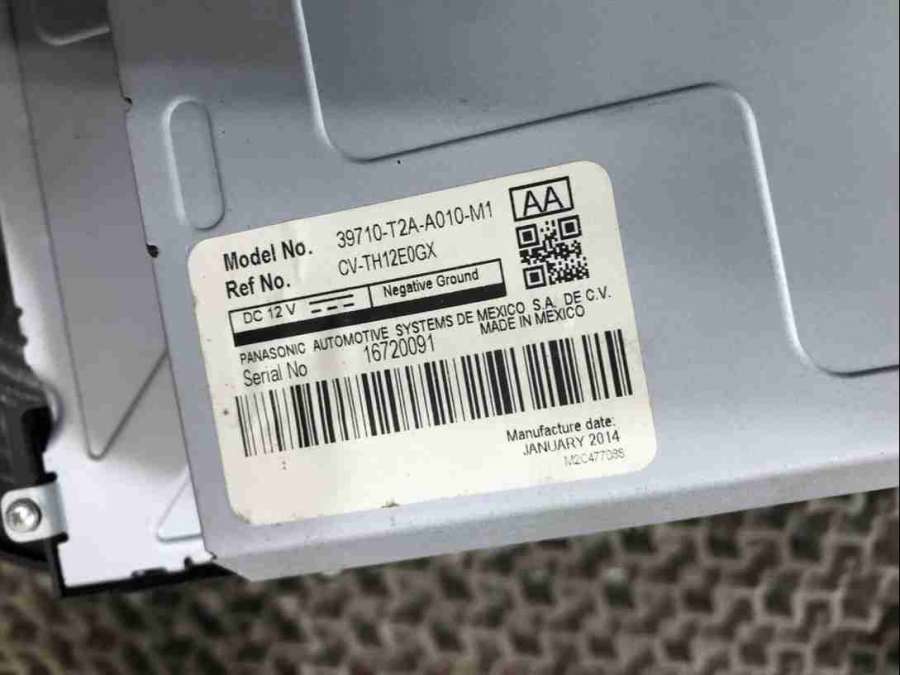 AA
Model No. 39710-T2A-A010-M1
Ref No. CV-TH12E0GX
DC 12 V Negative Ground
PANASONIC AUTOMOTIVE SYSTEMS DE MEXICO S.A. DE C.V.
MADE IN MEXICO
Serial No 16720091
Manufacture date:
JANUARY 2014